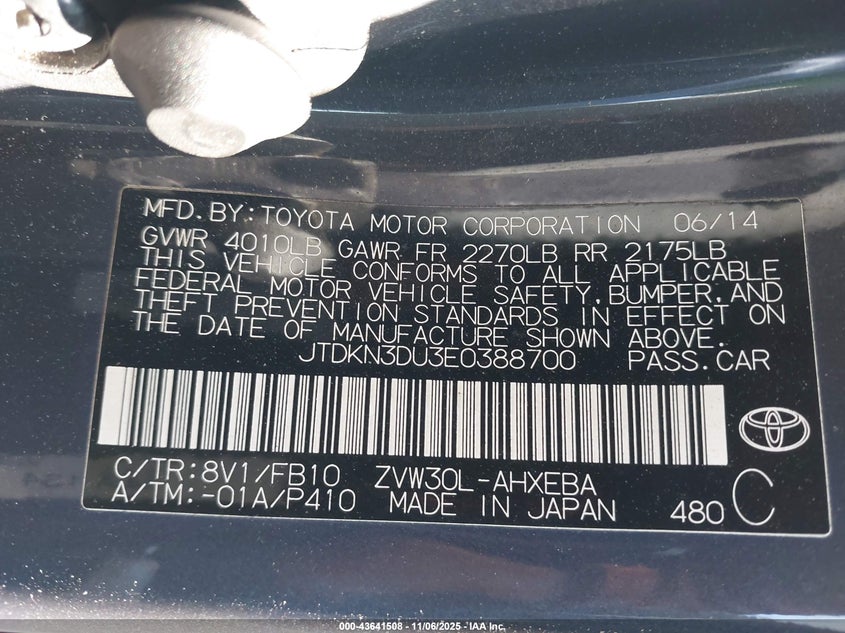 MFD. BY: TOYOTA MOTOR CORPORATION 06/14
GVWR 4010LB GAWR FR 2270LB RR 2175LB
THIS VEHICLE CONFORMS TO ALL APPLICABLE
FEDERAL MOTOR VEHICLE SAFETY, BUMPER, AND
THEFT PREVENTION STANDARDS IN EFFECT ON
THE DATE OF MANUFACTURE SHOWN ABOVE.
JTDKN3DU3E0388700 PASS.CAR
C/TR:8V1/FB10 ZVW30L-AHXEBA
A/TM:-01A/P410 MADE IN JAPAN 480 C
000-43641508 - 11/06/2025 - IAA Inc.